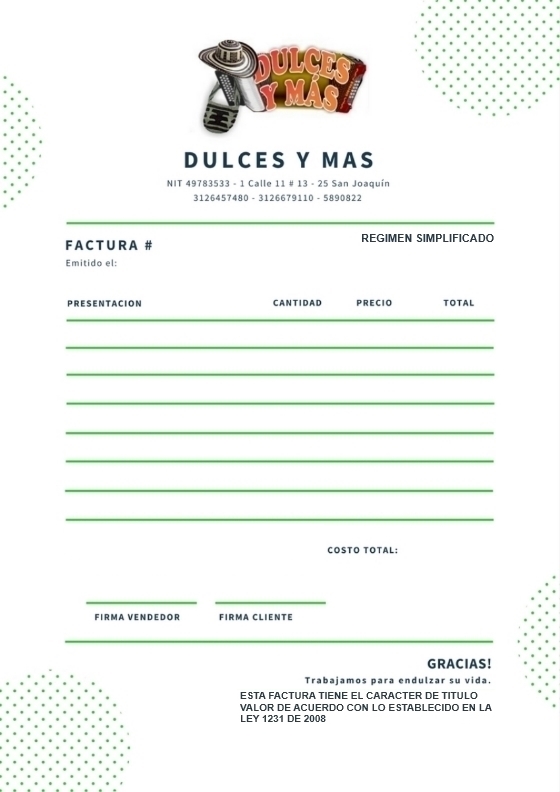 DULCES
Y MÁS
DULCES Y MAS
NIT 49783533 - 1 Calle 11 # 13 - 25 San Joaquín
3126457480 - 3126679110 - 5890822
REGIMEN SIMPLIFICADO
FACTURA #
Emitido el:
PRESENTACION CANTIDAD PRECIO TOTAL
COSTO TOTAL:
FIRMA VENDEDOR FIRMA CLIENTE
GRACIAS!
Trabajamos para endulzar su vida.
ESTA FACTURA TIENE EL CARACTER DE TITULO
VALOR DE ACUERDO CON LO ESTABLECIDO EN LA
LEY 1231 DE 2008